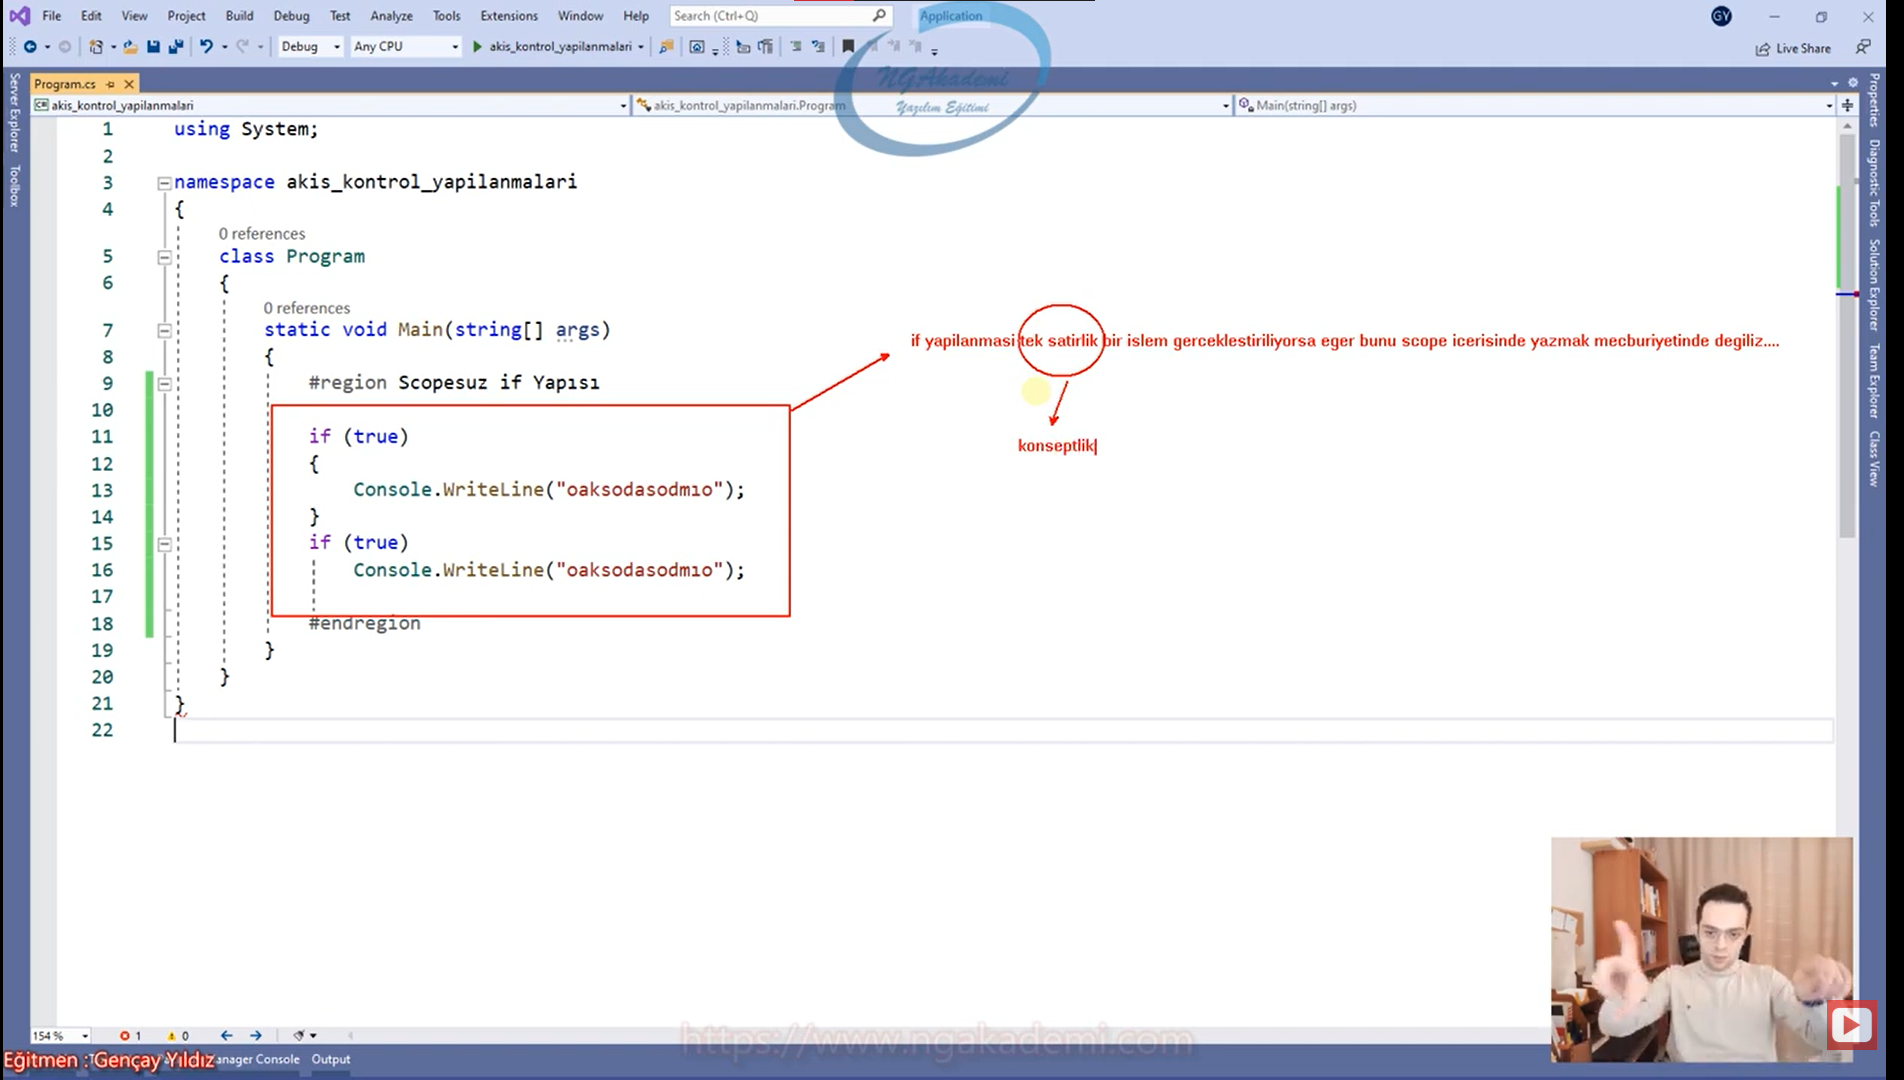 File Edit View Project Build Debug Test Analyze Tools Extensions Window Help Search (Ctrl+Q) Application GY
Debug Any CPU akis_kontrol_yapilanmalari Live Share
NGAkademi
Yazılım Eğitimi
Server Explorer
Toolbox
Program.cs
akis_kontrol_yapilanmalari akis_kontrol_yapilanmalari.Program Main(string[] args)
1 using System;
2
3 namespace akis_kontrol_yapilanmalari
4 {
0 references
5 class Program
6 {
0 references
7 static void Main(string[] args)
8 {
9 #region Scopesuz if Yapısı
10
11 if (true)
12 {
13 Console.WriteLine("oaksodasodmıo");
14 }
15 if (true)
16 Console.WriteLine("oaksodasodmıo");
17
18 #endregion
19 }
20 }
21 }
22
if yapilanmasi tek satirlik bir islem gerceklestiriliyorsa eger bunu scope icerisinde yazmak mecburiyetinde degiliz....
konseptlik
Properties
Diagnostic Tools
Solution Explorer
Team Explorer
Class View
154 % 1 0
https://www.ngakademi.com
Eğitmen : Gençay Yıldız
anager Console Output